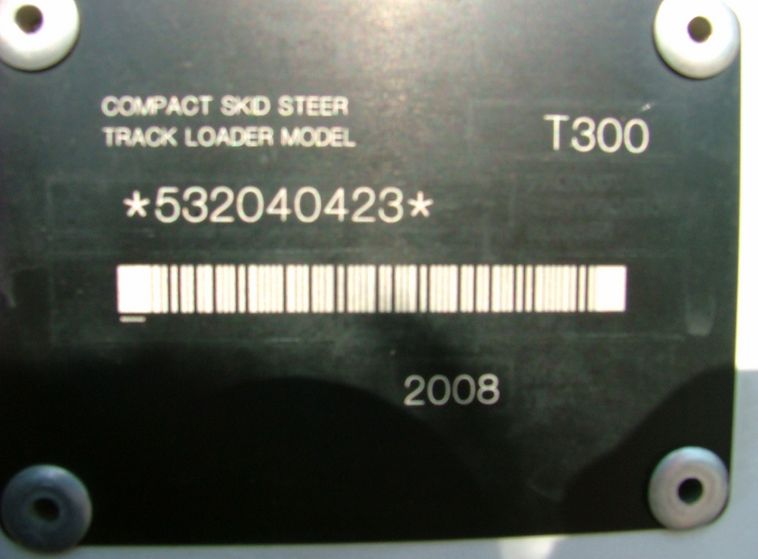 COMPACT SKID STEER
TRACK LOADER MODEL T300
*532040423*
2008